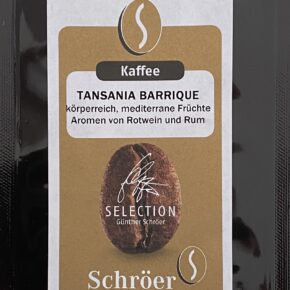 Kaffee
TANSANIA BARRIQUE
körperreich, mediterrane Früchte
Aromen von Rotwein und Rum
SELECTION
Günther Schröer
Schröer